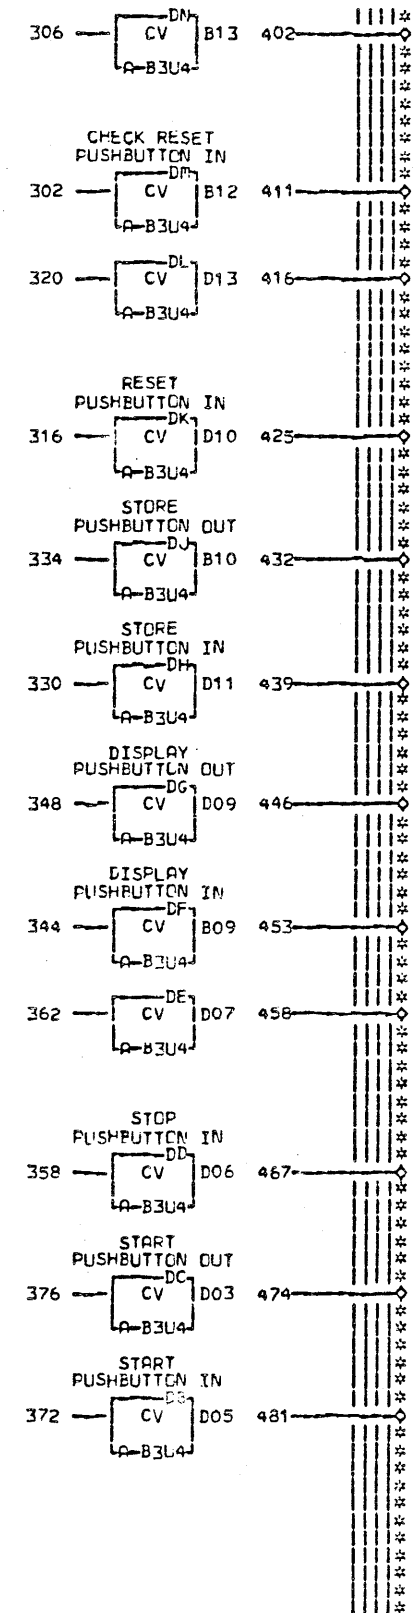 DN
306 CV B13 402
A-B3U4
CHECK RESET
PUSHBUTTON IN
DM
302 CV B12 411
A-B3U4
DL
320 CV D13 416
A-B3U4
RESET
PUSHBUTTON IN
DK
316 CV D10 425
A-B3U4
STORE
PUSHBUTTON OUT
DJ
334 CV B10 432
A-B3U4
STORE
PUSHBUTTON IN
DH
330 CV D11 439
A-B3U4
DISPLAY
PUSHBUTTON OUT
DG
348 CV D09 446
A-B3U4
DISPLAY
PUSHBUTTON IN
DF
344 CV B09 453
A-B3U4
DE
362 CV D07 458
A-B3U4
STOP
PUSHBUTTON IN
DD
358 CV D06 467
A-B3U4
START
PUSHBUTTON OUT
DC
376 CV D03 474
A-B3U4
START
PUSHBUTTON IN
DB
372 CV D05 481
A-B3U4